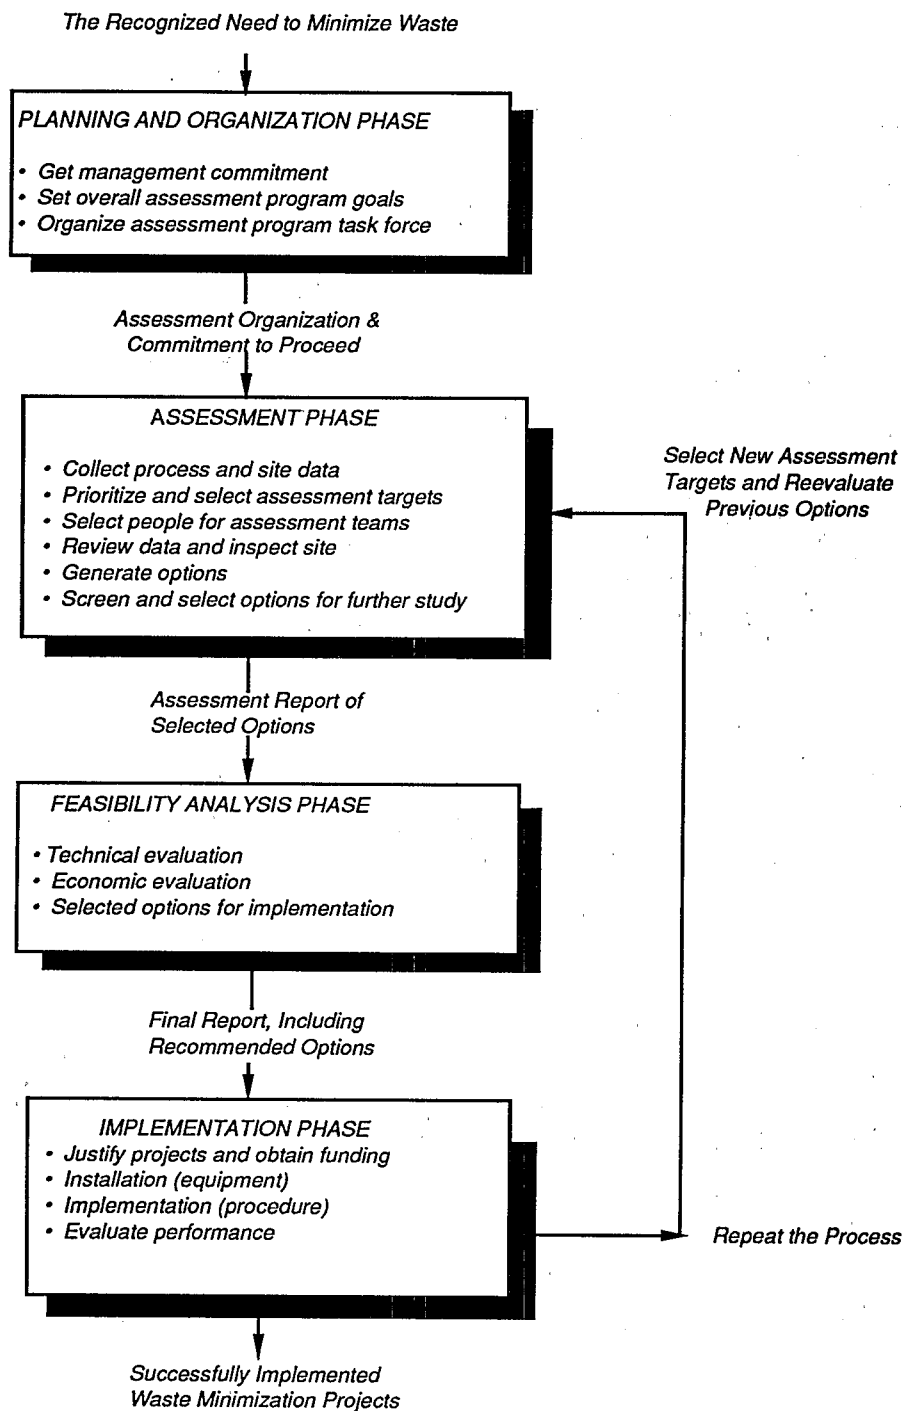 The Recognized Need to Minimize Waste
PLANNING AND ORGANIZATION PHASE
• Get management commitment
• Set overall assessment program goals
• Organize assessment program task force
Assessment Organization &
Commitment to Proceed
ASSESSMENT PHASE
• Collect process and site data
• Prioritize and select assessment targets
• Select people for assessment teams
• Review data and inspect site
• Generate options
• Screen and select options for further study
Select New Assessment
Targets and Reevaluate
Previous Options
Assessment Report of
Selected Options
FEASIBILITY ANALYSIS PHASE
• Technical evaluation
• Economic evaluation
• Selected options for implementation
Final Report, Including
Recommended Options
IMPLEMENTATION PHASE
• Justify projects and obtain funding
• Installation (equipment)
• Implementation (procedure)
• Evaluate performance
Repeat the Process
Successfully Implemented
Waste Minimization Projects